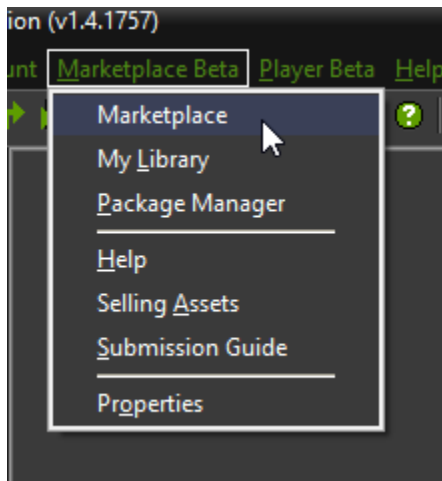 ion (v1.4.1757)
unt Marketplace Beta Player Beta Help
Marketplace
My Library
Package Manager
Help
Selling Assets
Submission Guide
Properties